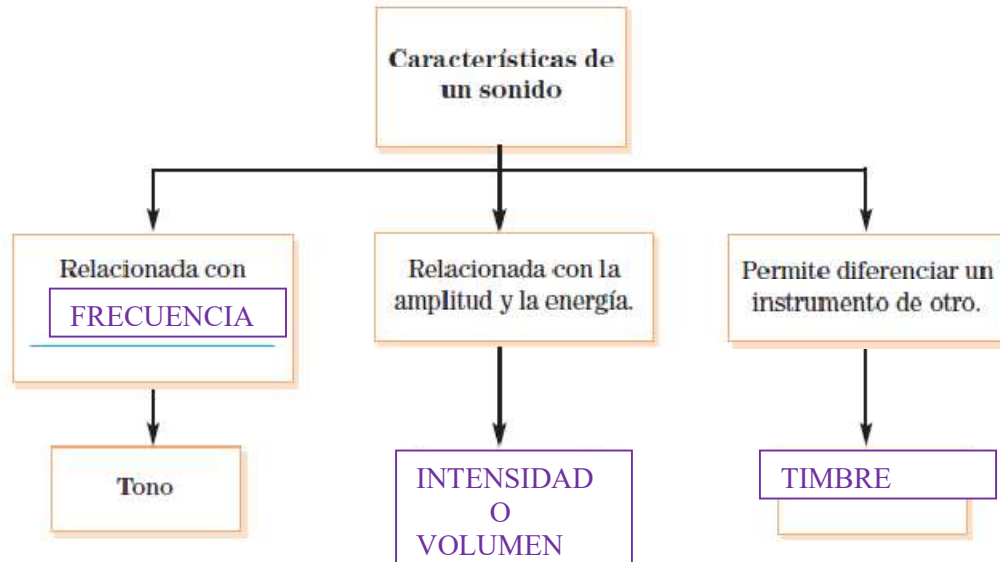 Características de
un sonido
Relacionada con
FRECUENCIA
Relacionada con la
amplitud y la energía.
Permite diferenciar un
instrumento de otro.
Tono
INTENSIDAD
O
VOLUMEN
TIMBRE